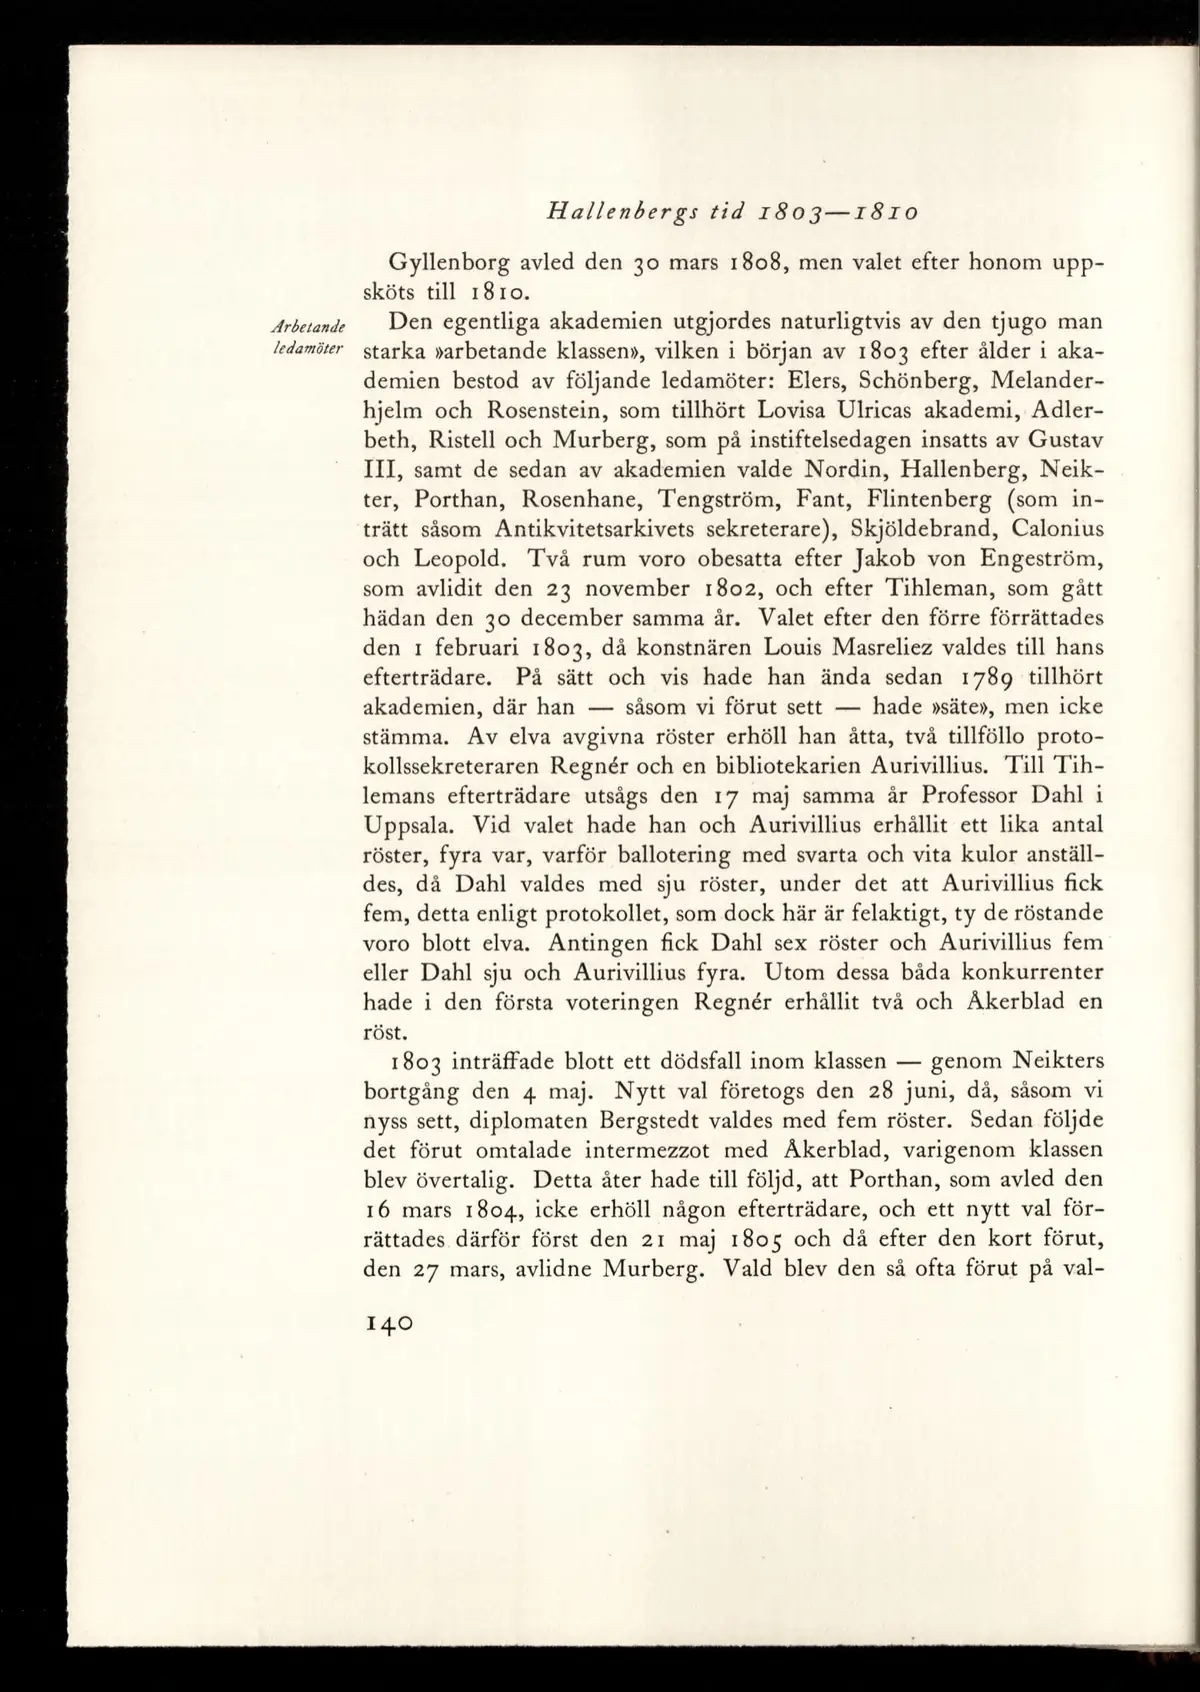 Hallenbergs tid 1803—1810
Gyllenborg avled den 30 mars 1808, men valet efter honom upp-
sköts till 1810.
Arbetande
ledamöter
Den egentliga akademien utgjordes naturligtvis av den tjugo man
starka »arbetande klassen», vilken i början av 1803 efter ålder i aka-
demien bestod av följande ledamöter: Elers, Schönberg, Melander-
hjelm och Rosenstein, som tillhört Lovisa Ulricas akademi, Adler-
beth, Ristell och Murberg, som på instiftelsedagen insatts av Gustav
III, samt de sedan av akademien valde Nordin, Hallenberg, Neik-
ter, Porthan, Rosenhane, Tengström, Fant, Flintenberg (som in-
trätt såsom Antikvitetsarkivets sekreterare), Skjöldebrand, Calonius
och Leopold. Två rum voro obesatta efter Jakob von Engeström,
som avlidit den 23 november 1802, och efter Tihleman, som gått
hädan den 30 december samma år. Valet efter den förre förrättades
den 1 februari 1803, då konstnären Louis Masreliez valdes till hans
efterträdare. På sätt och vis hade han ända sedan 1789 tillhört
akademien, där han — såsom vi förut sett — hade »säte», men icke
stämma. Av elva avgivna röster erhöll han åtta, två tillföllo proto-
kollssekreteraren Regnér och en bibliotekarien Aurivillius. Till Tih-
lemans efterträdare utsågs den 17 maj samma år Professor Dahl i
Uppsala. Vid valet hade han och Aurivillius erhållit ett lika antal
röster, fyra var, varför ballotering med svarta och vita kulor anställ-
des, då Dahl valdes med sju röster, under det att Aurivillius fick
fem, detta enligt protokollet, som dock här är felaktigt, ty de röstande
voro blott elva. Antingen fick Dahl sex röster och Aurivillius fem
eller Dahl sju och Aurivillius fyra. Utom dessa båda konkurrenter
hade i den första voteringen Regnér erhållit två och Åkerblad en
röst.
1803 inträffade blott ett dödsfall inom klassen — genom Neikters
bortgång den 4 maj. Nytt val företogs den 28 juni, då, såsom vi
nyss sett, diplomaten Bergstedt valdes med fem röster. Sedan följde
det förut omtalade intermezzot med Åkerblad, varigenom klassen
blev övertalig. Detta åter hade till följd, att Porthan, som avled den
16 mars 1804, icke erhöll någon efterträdare, och ett nytt val för-
rättades därför först den 21 maj 1805 och då efter den kort förut,
den 27 mars, avlidne Murberg. Vald blev den så ofta förut på val-
140